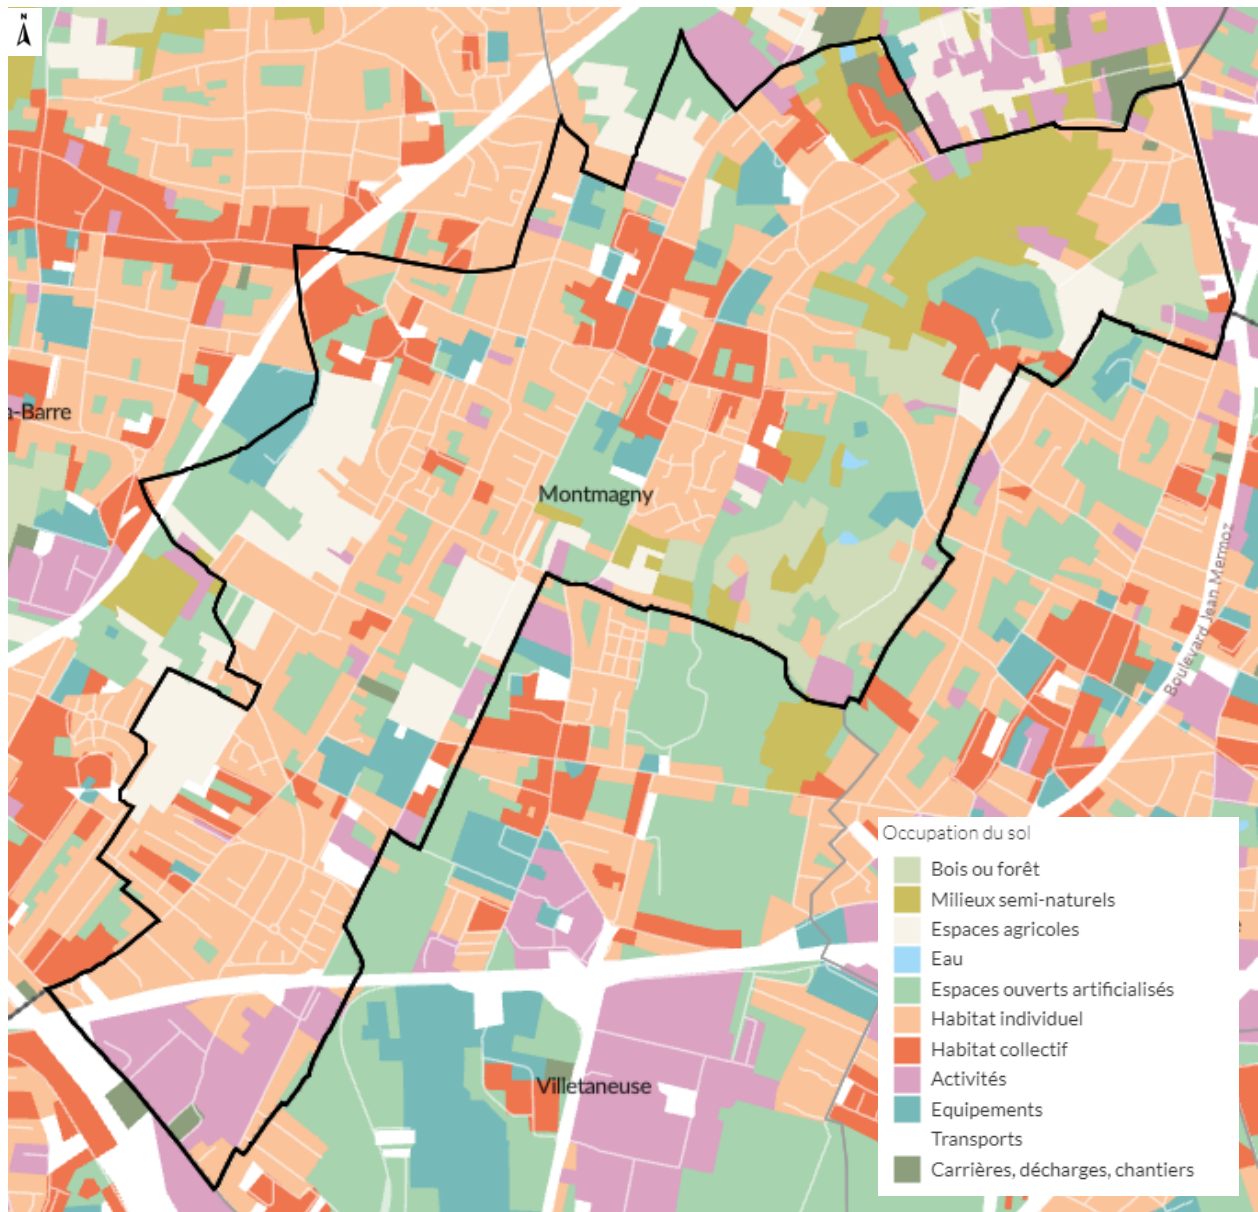 N
a-Barre
Montmagny
Boulevard Jean Mermoz
Villetaneuse
Occupation du sol
Bois ou forêt
Milieux semi-naturels
Espaces agricoles
Eau
Espaces ouverts artificialisés
Habitat individuel
Habitat collectif
Activités
Equipements
Transports
Carrières, décharges, chantiers